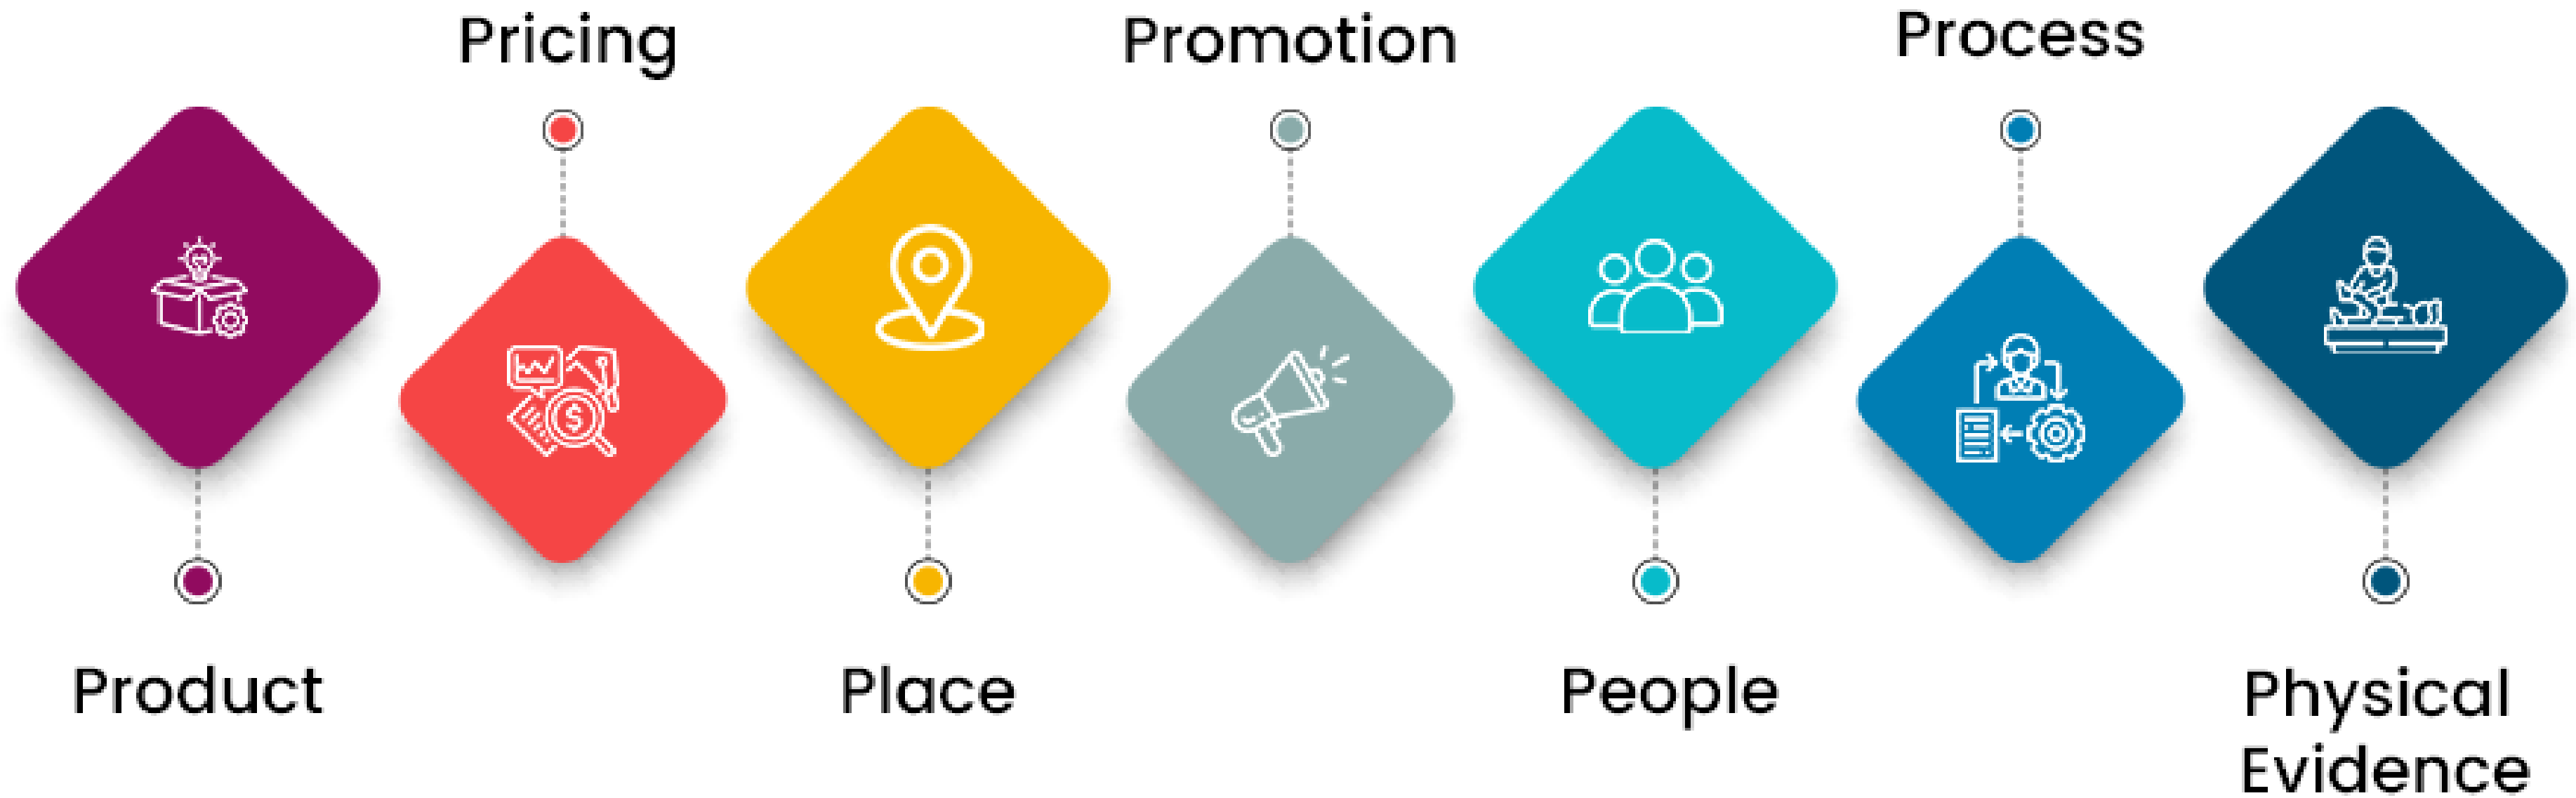 Product
Pricing
Place
Promotion
People
Process
Physical
Evidence